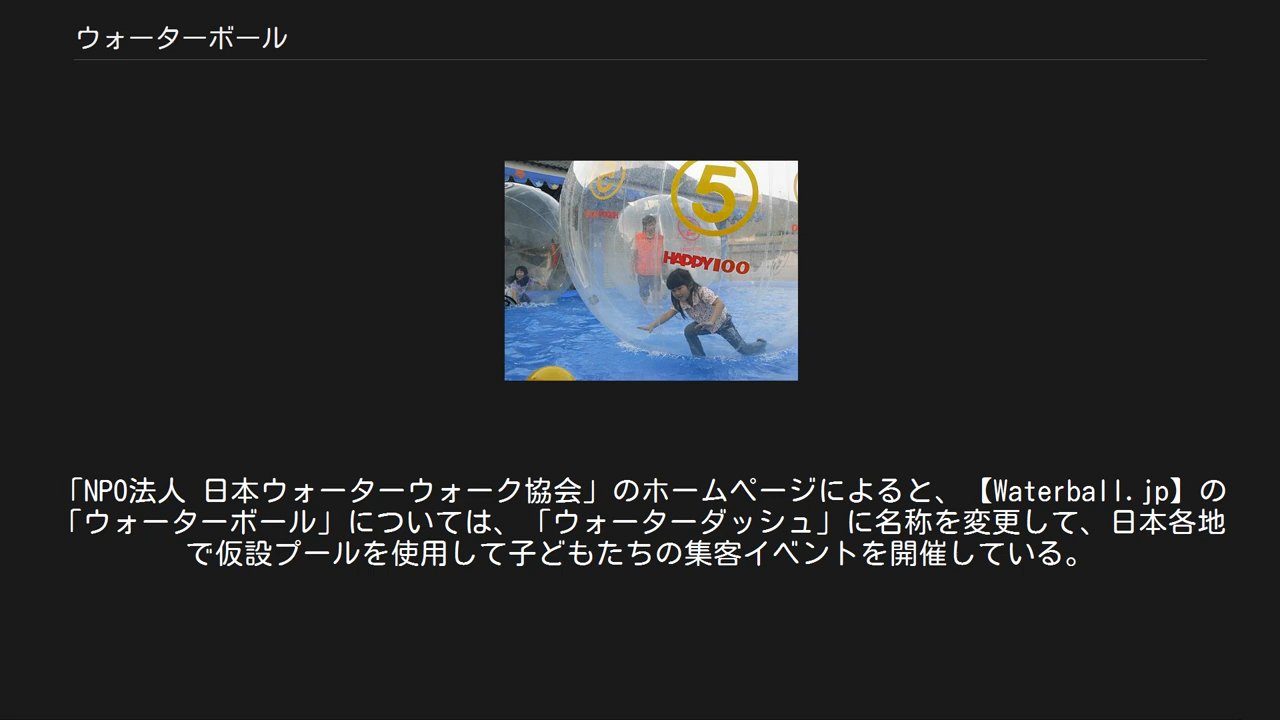 ウォーターボール
5
HAPPY100
「NPO法人 日本ウォーターウォーク協会」のホームページによると、【Waterball.jp】の
「ウォーターボール」については、「ウォーターダッシュ」に名称を変更して、日本各地
で仮設プールを使用して子どもたちの集客イベントを開催している。